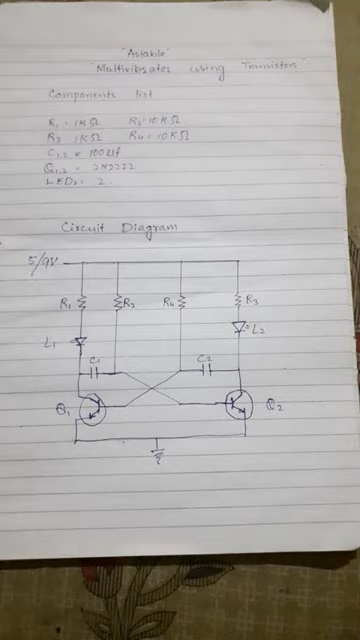 "Astable"
Multivibrator using Transistors
Components list
R1 = 1KΩ R2 = 10KΩ
R3 1KΩ R4 = 10KΩ
C1,2 = 100uf
Q1,2 = 2N2222
LEDs = 2
Circuit Diagram
5/9V
R1 R2 R4 R3
L1 L2
C1 C2
Q1 Q2